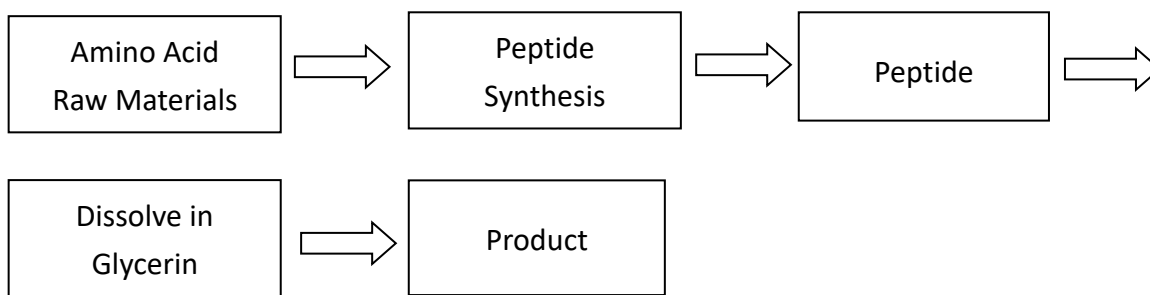 Amino Acid
Raw Materials
Peptide
Synthesis
Peptide
Dissolve in
Glycerin
Product